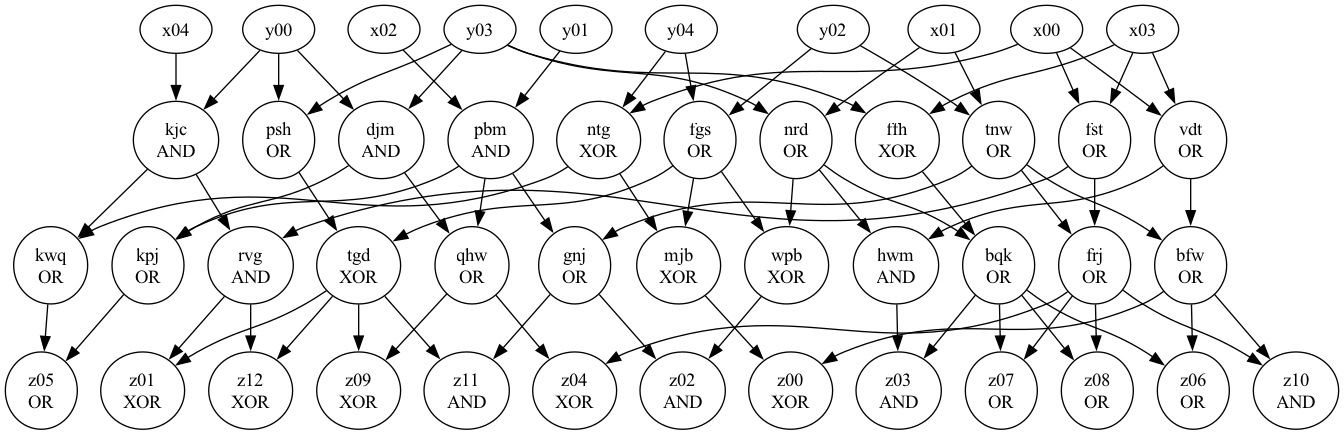 x04 y00 x02 y03 y01 y04 y02 x01 x00 x03
kjc psh djm pbm ntg fgs nrd ffh tnw fst vdt
AND OR AND AND XOR OR OR XOR OR OR OR
kwq kpj rvg tgd qhw gnj mjb wpb hwm bqk frj bfw
OR OR AND XOR OR OR XOR XOR AND OR OR OR
z05 z01 z12 z09 z11 z04 z02 z00 z03 z07 z08 z06 z10
OR XOR XOR XOR AND XOR AND XOR AND OR OR OR AND